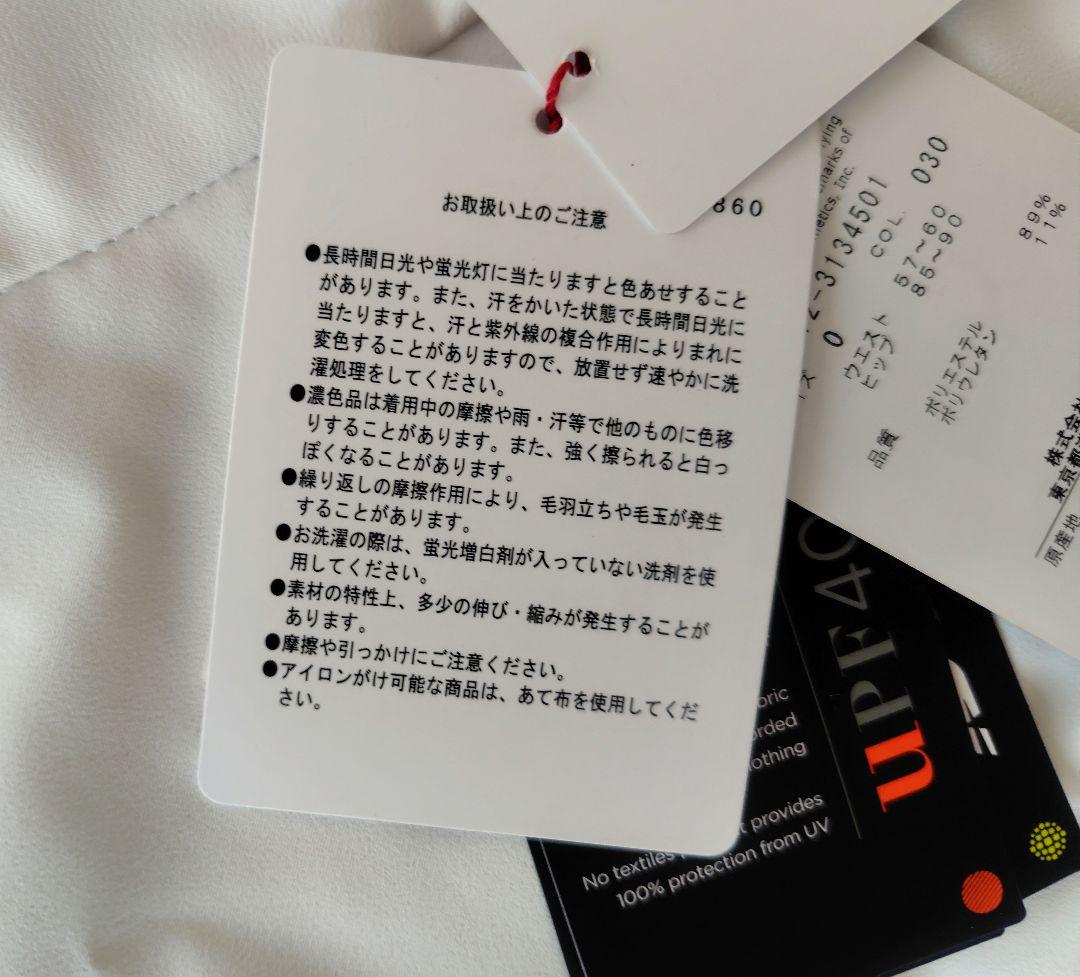 お取扱い上のご注意
860
●長時間日光や蛍光灯に当たりますと色あせすること
があります。また、汗をかいた状態で長時間日光に
当たりますと、汗と紫外線の複合作用によりまれに
変色することがありますので、放置せず速やかに洗
濯処理をしてください。
●濃色品は着用中の摩擦や雨・汗等で他のものに色移
りすることがあります。また、強く擦られると白っ
ぽくなることがあります。
●繰り返しの摩擦作用により、毛羽立ちや毛玉が発生
することがあります。
●お洗濯の際は、蛍光増白剤が入っていない洗剤を使
用してください。
●素材の特性上、多少の伸び・縮みが発生することが
あります。
●摩擦や引っかけにご注意ください。
●アイロンがけ可能な商品は、あて布を使用してくだ
さい。
marks of
Inc.
2-3134501
COL. 030
0
ウエスト 57~60
ヒップ 85~90
品質
ポリエステル 89%
ポリウレタン 11%
株式会社
東京都
原産地
UPF40
lothing
No textiles
provides
100% protection from UV